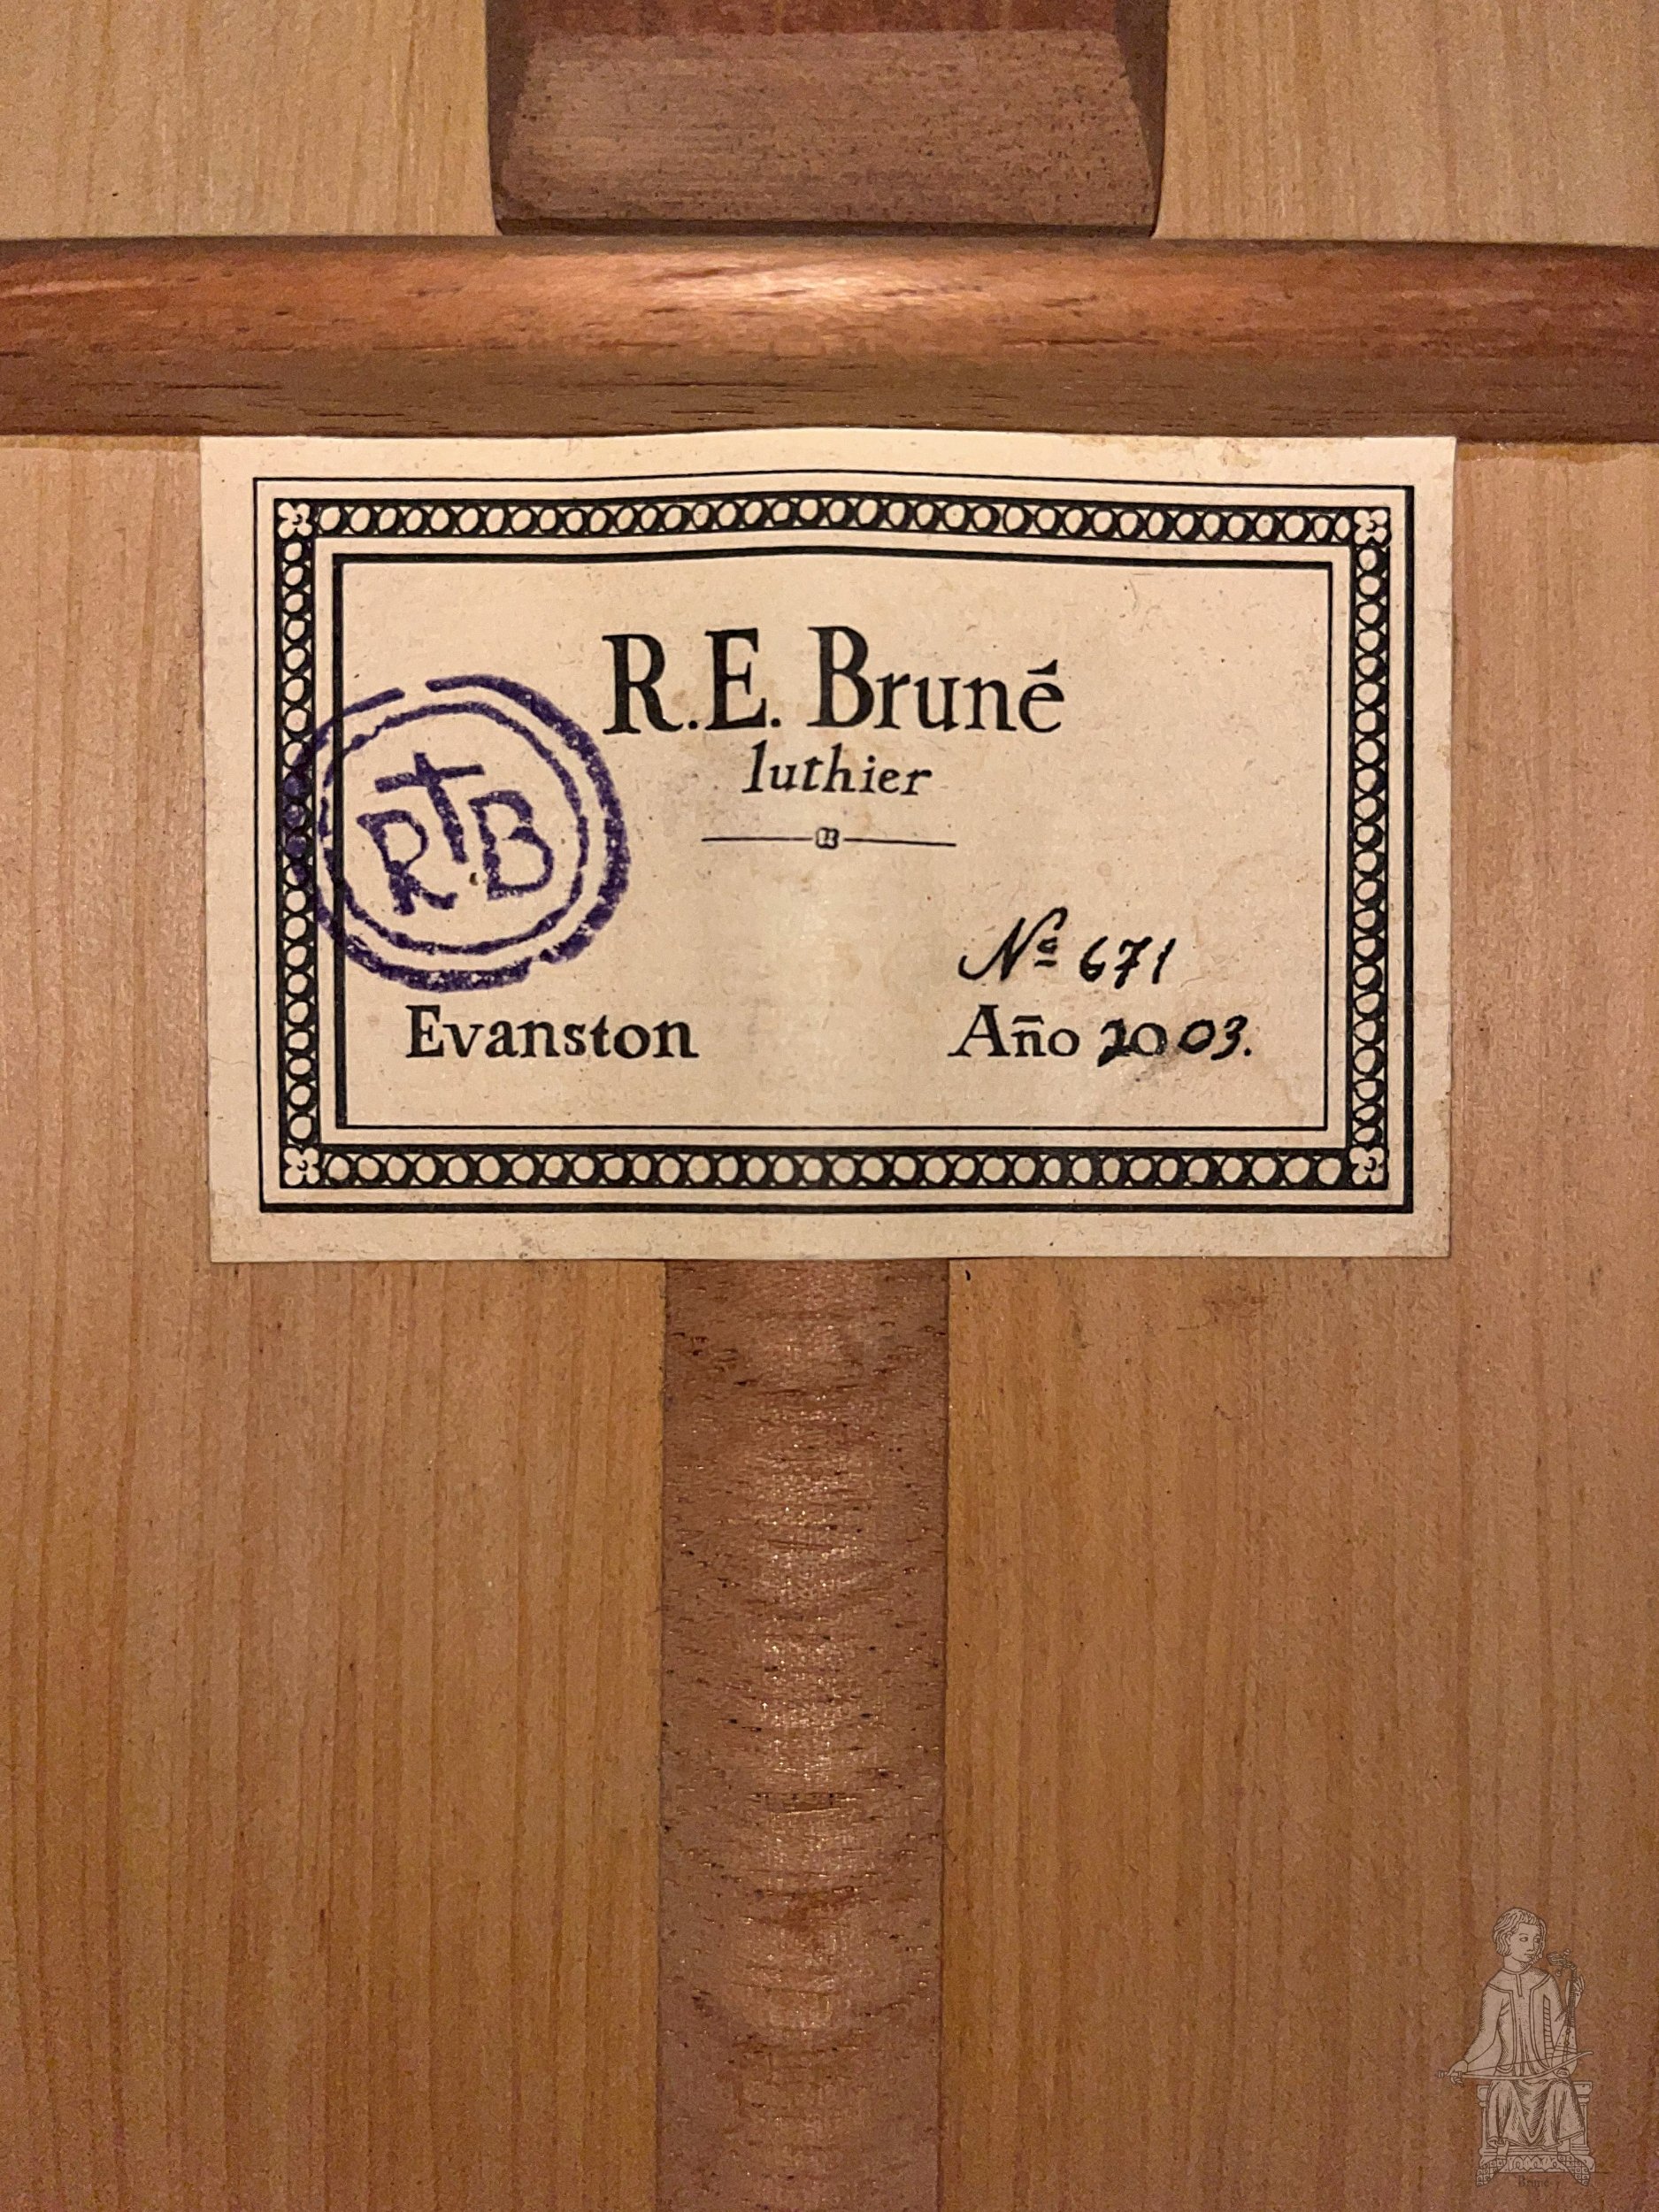 R.E. Bruné
luthier
RTB
Nº 671
Evanston
Año 2003.